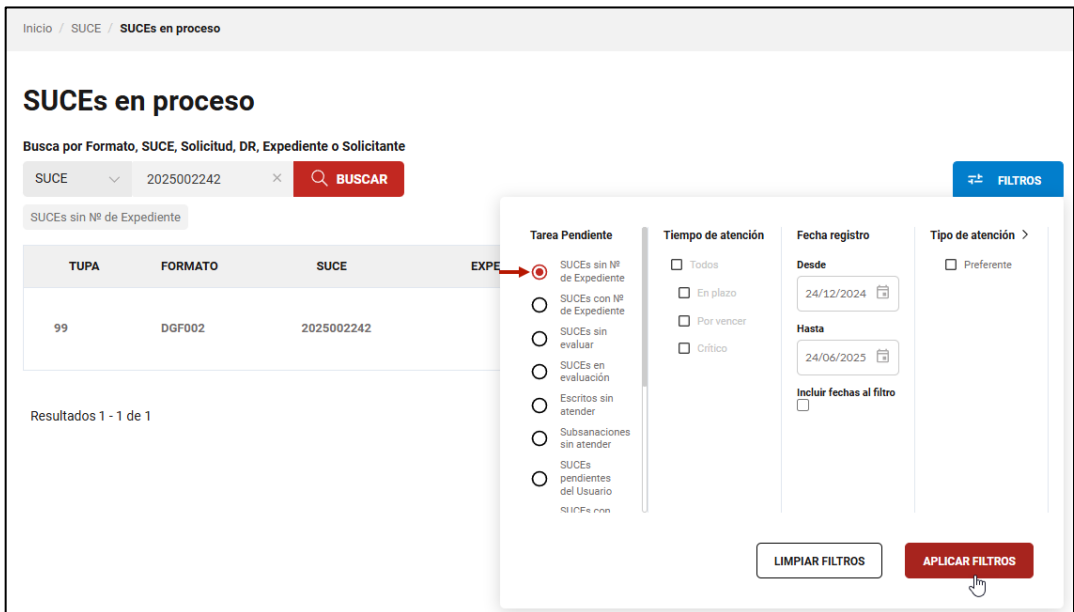 Inicio / SUCE / SUCEs en proceso
SUCEs en proceso
Busca por Formato, SUCE, Solicitud, DR, Expediente o Solicitante
SUCE 2025002242 × BUSCAR
FILTROS
SUCEs sin Nº de Expediente
TUPA FORMATO SUCE EXPE
99 DGF002 2025002242
Resultados 1 - 1 de 1
Tarea Pendiente
SUCEs sin Nº
de Expediente
SUCEs con Nº
de Expediente
SUCEs sin
evaluar
SUCEs en
evaluación
Escritos sin
atender
Subsanaciones
sin atender
SUCEs
pendientes
del Usuario
SUCEs con
Tiempo de atención
Todos
En plazo
Por vencer
Crítico
Fecha registro
Desde
24/12/2024
Hasta
24/06/2025
Incluir fechas al filtro
Tipo de atención >
Preferente
LIMPIAR FILTROS
APLICAR FILTROS